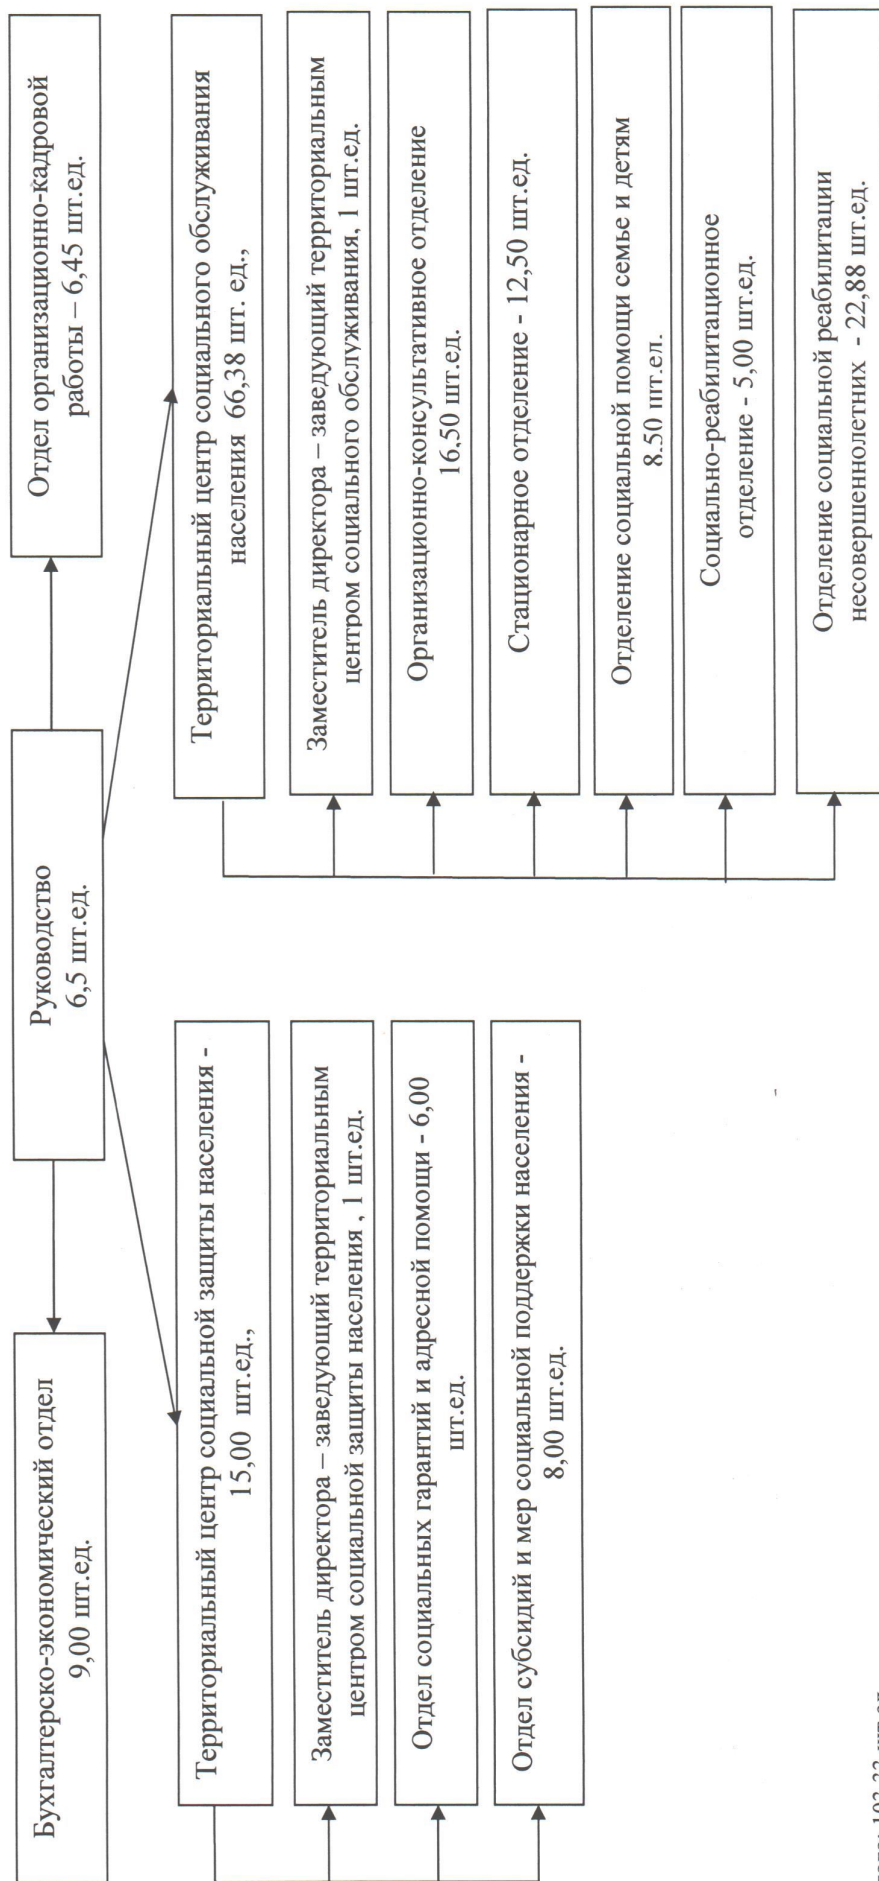 Руководство
6,5 шт.ед.
Бухгалтерско-экономический отдел
9,00 шт.ед.
Отдел организационно-кадровой
работы – 6,45 шт.ед.
Территориальный центр социальной защиты населения -
15,00 шт.ед.,
Заместитель директора – заведующий территориальным
центром социальной защиты населения , 1 шт.ед.
Отдел социальных гарантий и адресной помощи - 6,00
шт.ед.
Отдел субсидий и мер социальной поддержки населения -
8,00 шт.ед.
Территориальный центр социального обслуживания
населения 66,38 шт. ед.,
Заместитель директора – заведующий территориальным
центром социального обслуживания, 1 шт.ед.
Организационно-консультативное отделение
16,50 шт.ед.
Стационарное отделение - 12,50 шт.ед.
Отделение социальной помощи семье и детям
8.50 шт.ел.
Социально-реабилитационное
отделение - 5,00 шт.ед.
Отделение социальной реабилитации
несовершеннолетних - 22,88 шт.ед.
103,33 шт.ед.